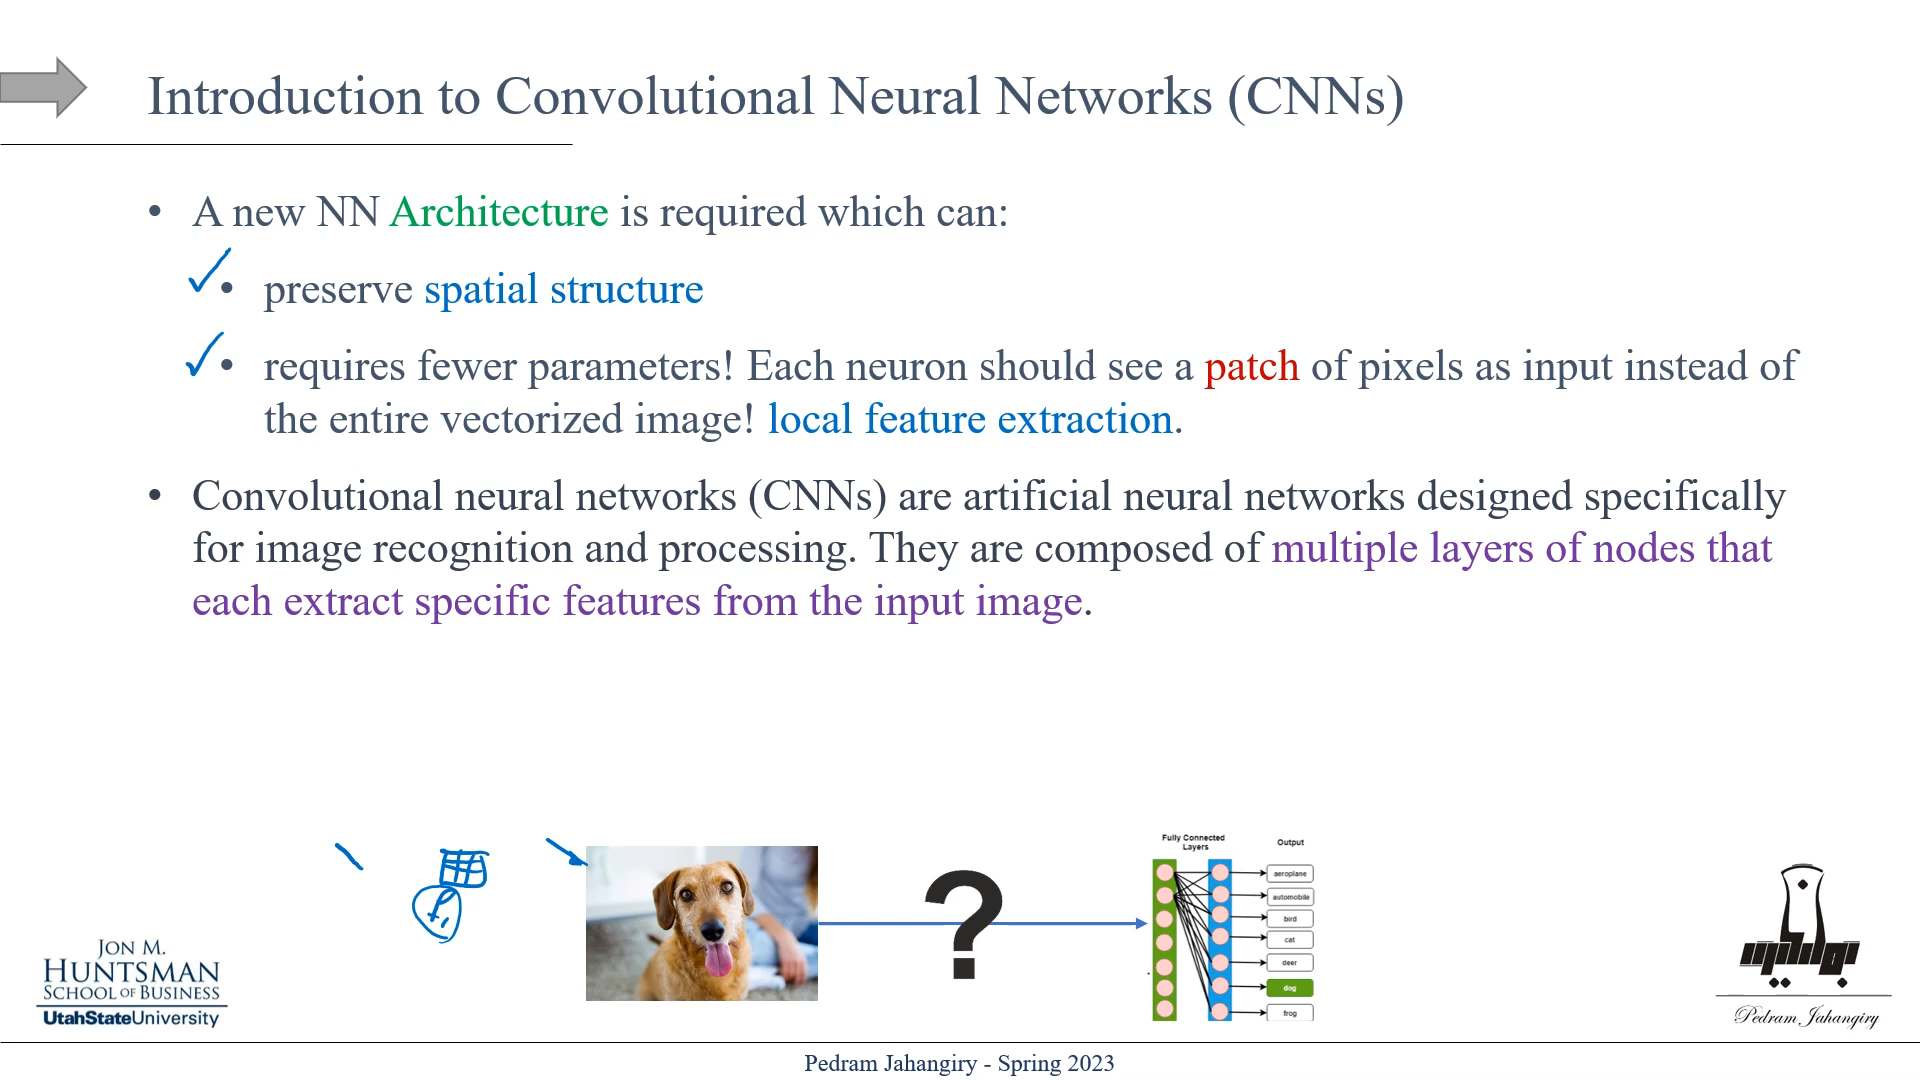 Introduction to Convolutional Neural Networks (CNNs)
• A new NN Architecture is required which can:
• preserve spatial structure
• requires fewer parameters! Each neuron should see a patch of pixels as input instead of
the entire vectorized image! local feature extraction.
• Convolutional neural networks (CNNs) are artificial neural networks designed specifically
for image recognition and processing. They are composed of multiple layers of nodes that
each extract specific features from the input image.
?
Fully Connected
Layers
Output
aeroplane
automobile
bird
cat
deer
dog
frog
JON M.
HUNTSMAN
SCHOOL OF BUSINESS
UtahStateUniversity
Pedram Jahangiry
Pedram Jahangiry - Spring 2023